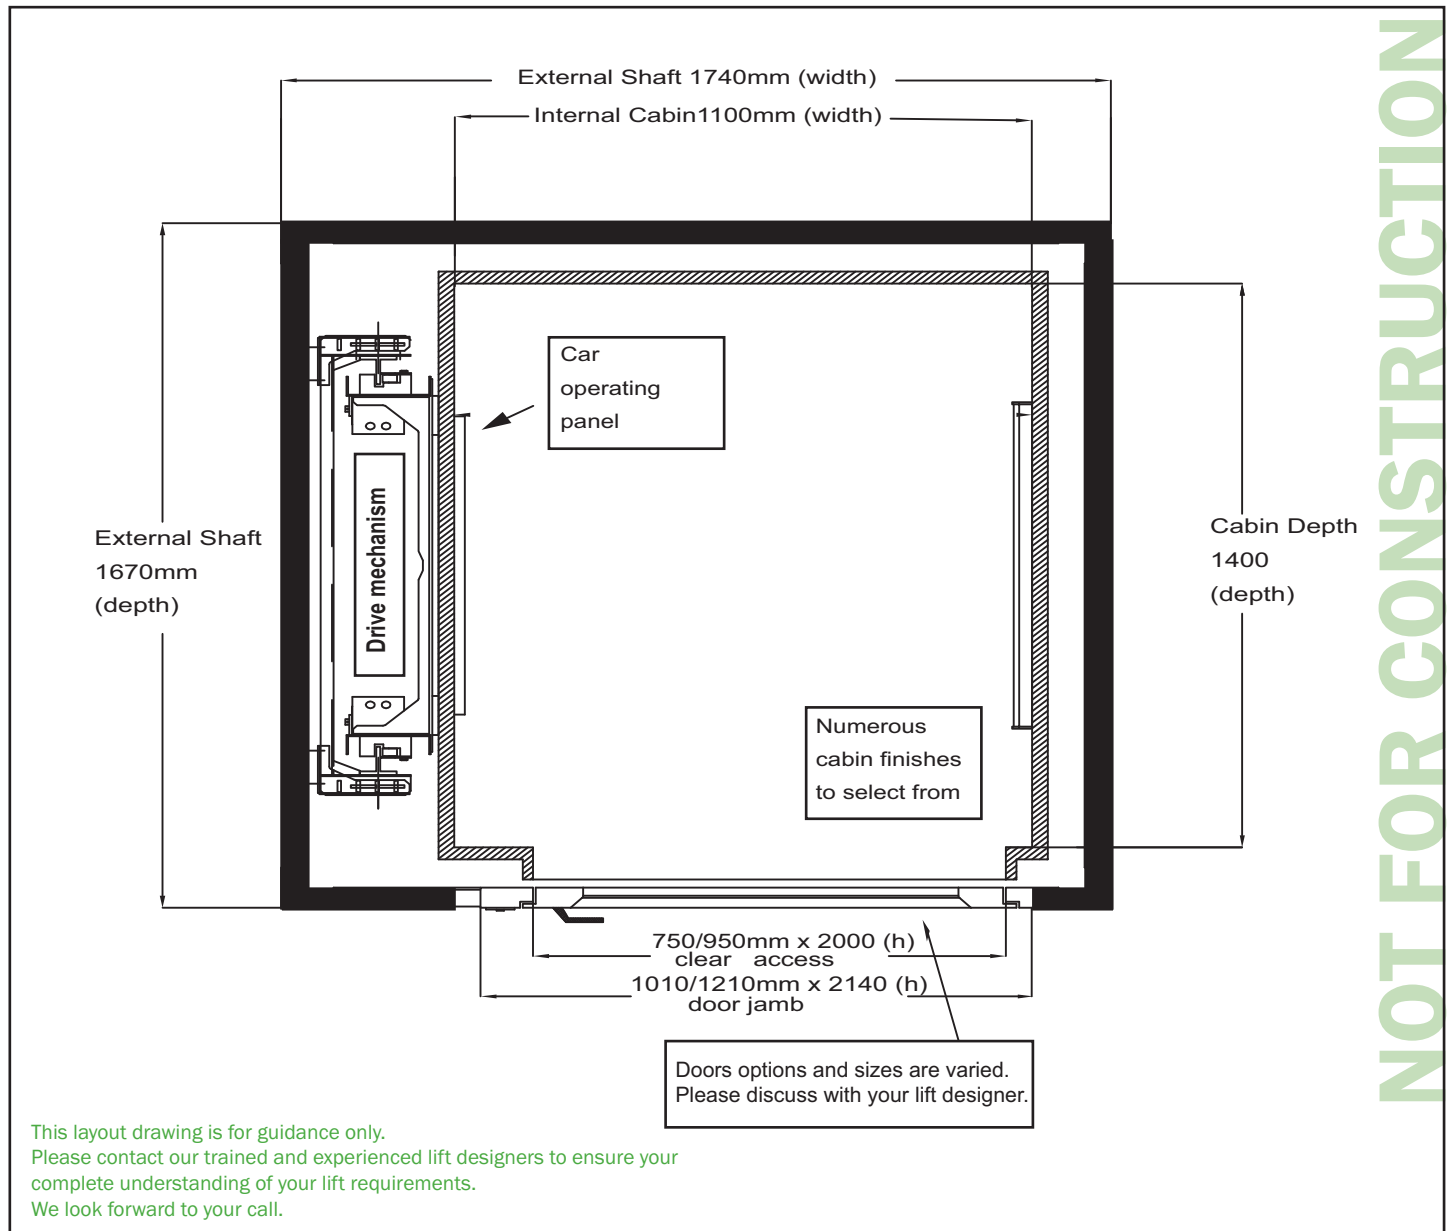 External Shaft 1740mm (width)
Internal Cabin1100mm (width)
Car
operating
panel
External Shaft
1670mm
(depth)
Drive mechanism
Cabin Depth
1400
(depth)
Numerous
cabin finishes
to select from
750/950mm x 2000 (h)
clear access
1010/1210mm x 2140 (h)
door jamb
Doors options and sizes are varied.
Please discuss with your lift designer.
This layout drawing is for guidance only.
Please contact our trained and experienced lift designers to ensure your
complete understanding of your lift requirements.
We look forward to your call.
NOT FOR CONSTRUCTION